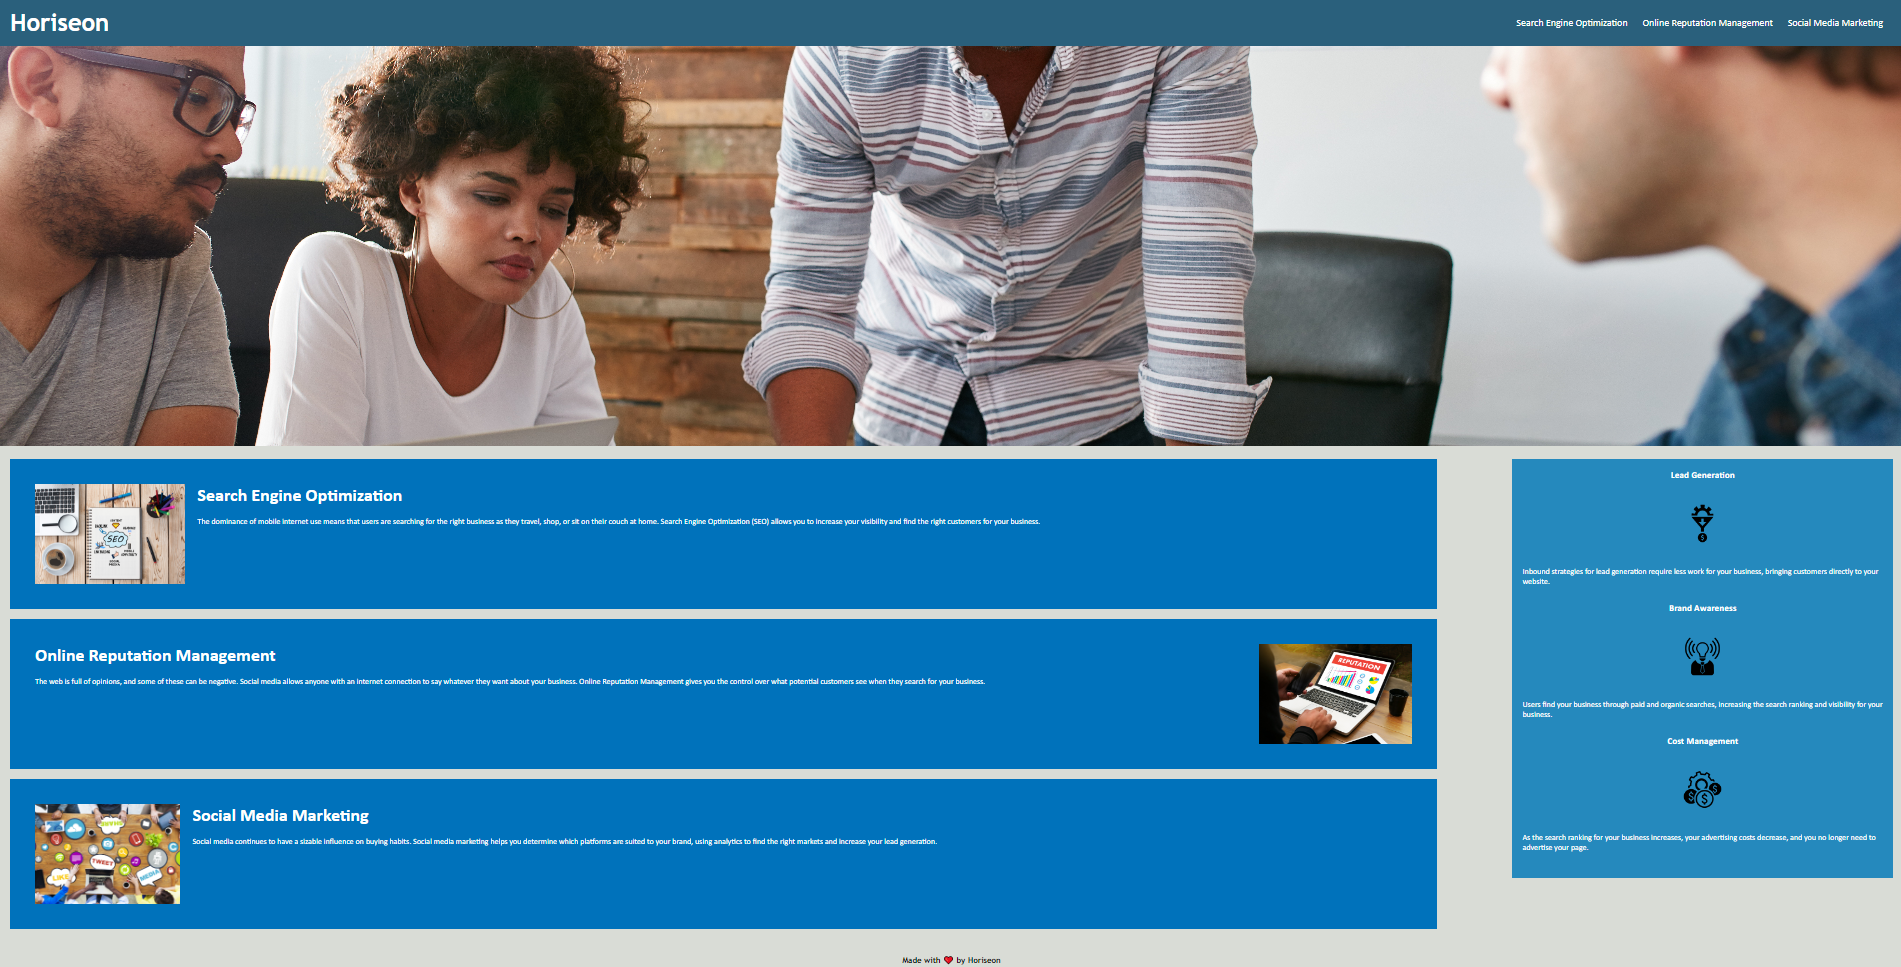 Horiseon
Search Engine Optimization
Online Reputation Management
Social Media Marketing
Search Engine Optimization
The dominance of mobile internet use means that users are searching for the right business as they travel, shop, or sit on their couch at home. Search Engine Optimization (SEO) allows you to increase your visibility and find the right customers for your business.
SEO
Online Reputation Management
The web is full of opinions, and some of these can be negative. Social media allows anyone with an internet connection to say whatever they want about your business. Online Reputation Management gives you the control over what potential customers see when they search for your business.
REPUTATION
Social Media Marketing
Social media continues to have a sizable influence on buying habits. Social media marketing helps you determine which platforms are suited to your brand, using analytics to find the right markets and increase your lead generation.
TWEET
LIKE
MEDIA
Lead Generation
Inbound strategies for lead generation require less work for your business, bringing customers directly to your
website.
Brand Awareness
Users find your business through paid and organic searches, increasing the search ranking and visibility for your
business.
Cost Management
As the search ranking for your business increases, your advertising costs decrease, and you no longer need to
advertise your page.
Made with ❤️ by Horiseon